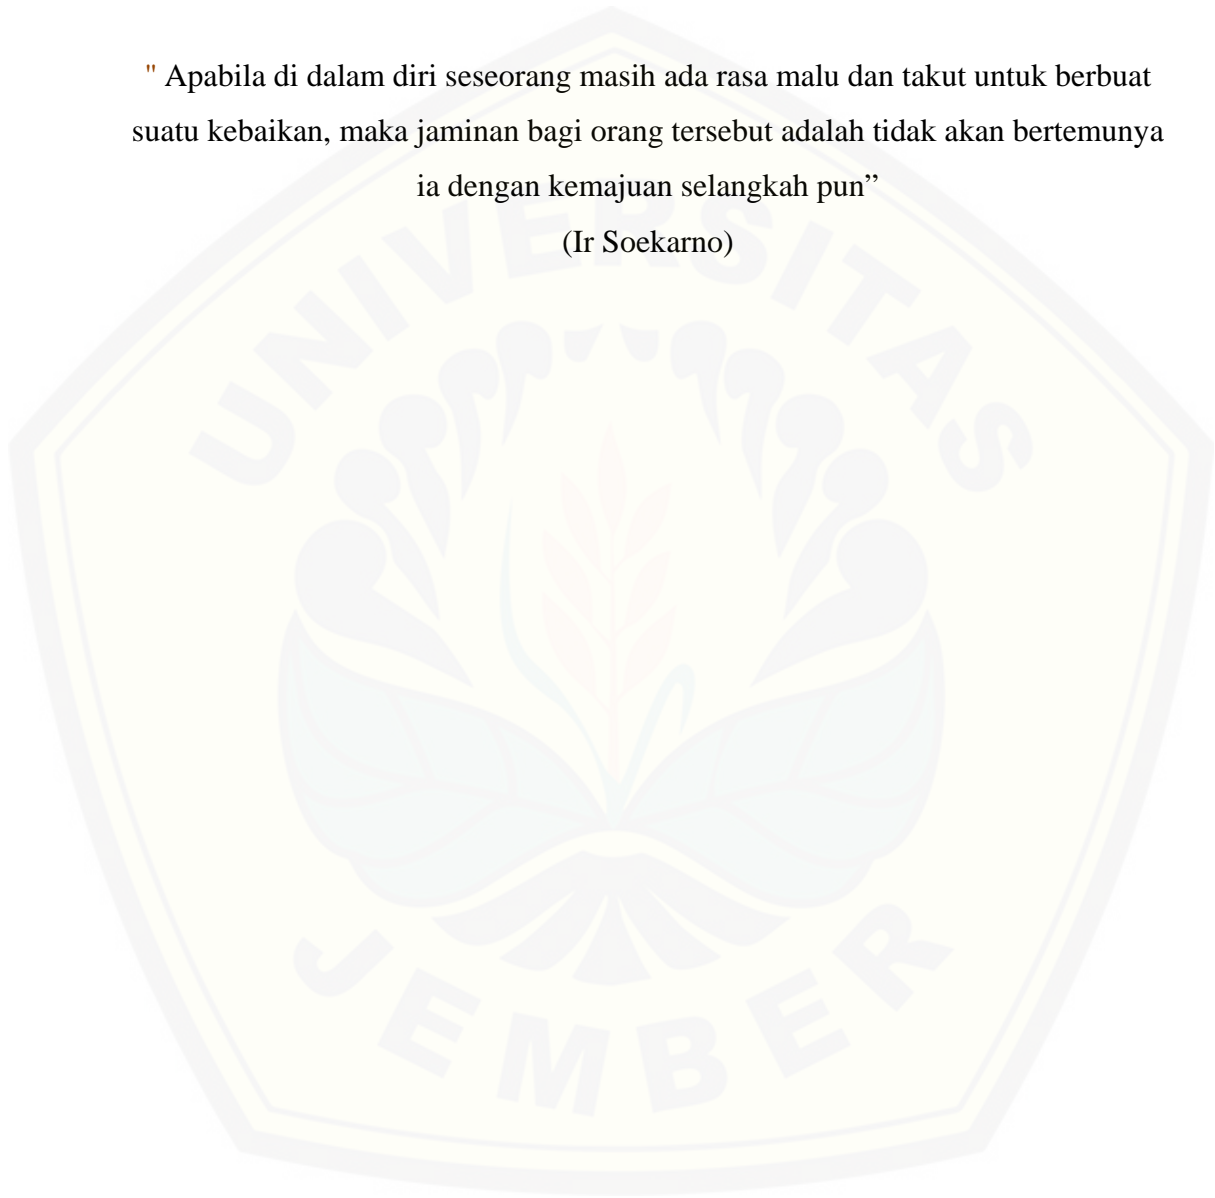 " Apabila di dalam diri seseorang masih ada rasa malu dan takut untuk berbuat
suatu kebaikan, maka jaminan bagi orang tersebut adalah tidak akan bertemunya
ia dengan kemajuan selangkah pun”
(Ir Soekarno)
UNIVERSITAS
JEMBER